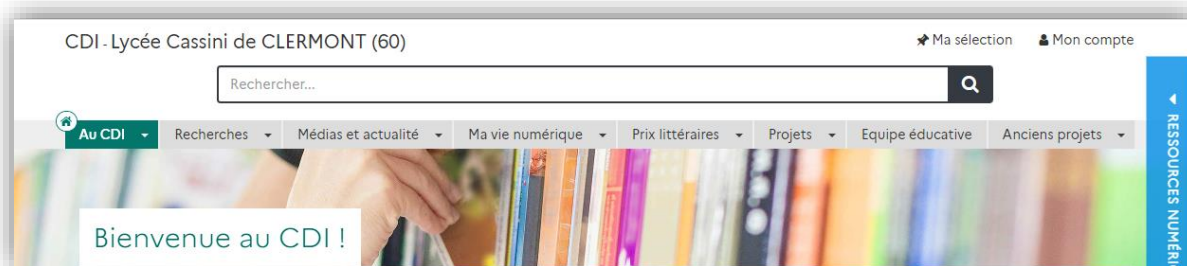 CDI - Lycée Cassini de CLERMONT (60)
Ma sélection Mon compte
Rechercher...
Au CDI Recherches Médias et actualité Ma vie numérique Prix littéraires Projets Equipe éducative Anciens projets
RESSOURCES
Bienvenue au CDI !